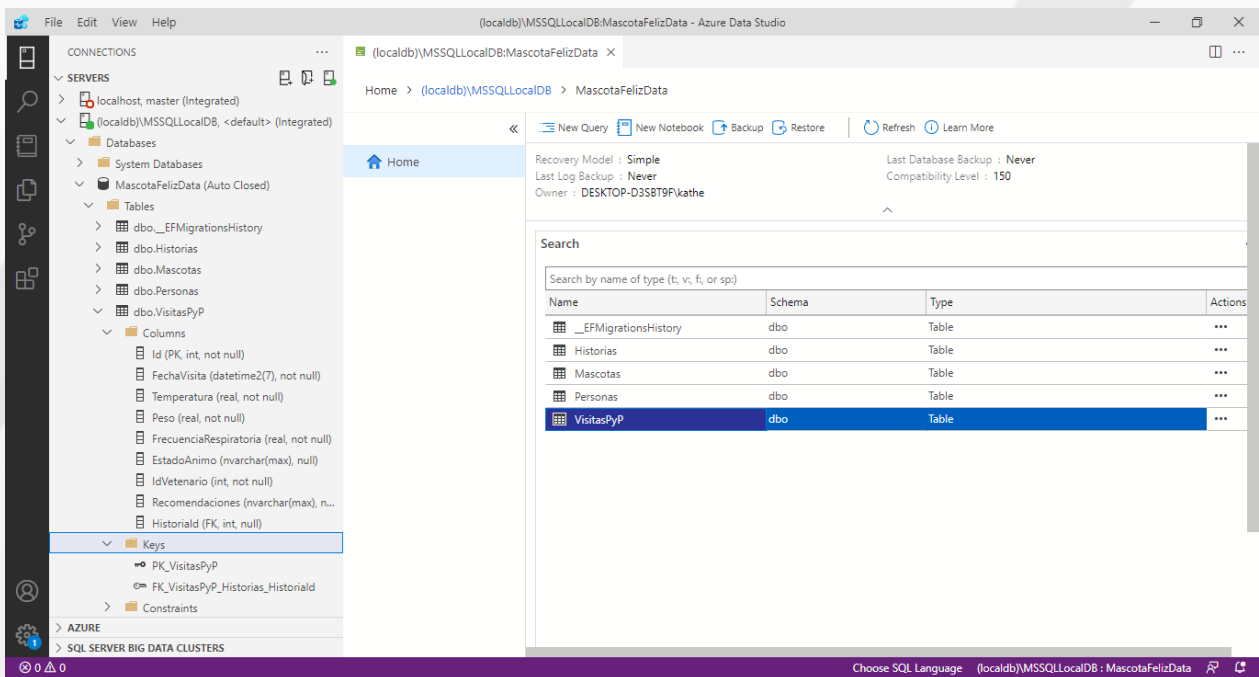 File Edit View Help
(localdb)\MSSQLLocalDB:MascotaFelizData - Azure Data Studio
CONNECTIONS
SERVERS
localhost, master (Integrated)
(localdb)\MSSQLLocalDB, <default> (Integrated)
Databases
System Databases
MascotaFelizData (Auto Closed)
Tables
dbo.__EFMigrationsHistory
dbo.Historias
dbo.Mascotas
dbo.Personas
dbo.VisitasPyP
Columns
Id (PK, int, not null)
FechaVisita (datetime2(7), not null)
Temperatura (real, not null)
Peso (real, not null)
FrecuenciaRespiratoria (real, not null)
EstadoAnimo (nvarchar(max), null)
IdVetenario (int, not null)
Recomendaciones (nvarchar(max), n...
HistoriaId (FK, int, null)
Keys
PK_VisitasPyP
FK_VisitasPyP_Historias_HistoriaId
Constraints
AZURE
SQL SERVER BIG DATA CLUSTERS
(localdb)\MSSQLLocalDB:MascotaFelizData
Home > (localdb)\MSSQLLocalDB > MascotaFelizData
Home
New Query New Notebook Backup Restore Refresh Learn More
Recovery Model : Simple Last Database Backup : Never
Last Log Backup : Never Compatibility Level : 150
Owner : DESKTOP-D3SBT9F\kathe
Search
Search by name of type (t:, v:, f:, or sp:)
Name Schema Type Actions
__EFMigrationsHistory dbo Table
Historias dbo Table
Mascotas dbo Table
Personas dbo Table
VisitasPyP dbo Table
1
0 0 Choose SQL Language (localdb)\MSSQLLocalDB : MascotaFelizData